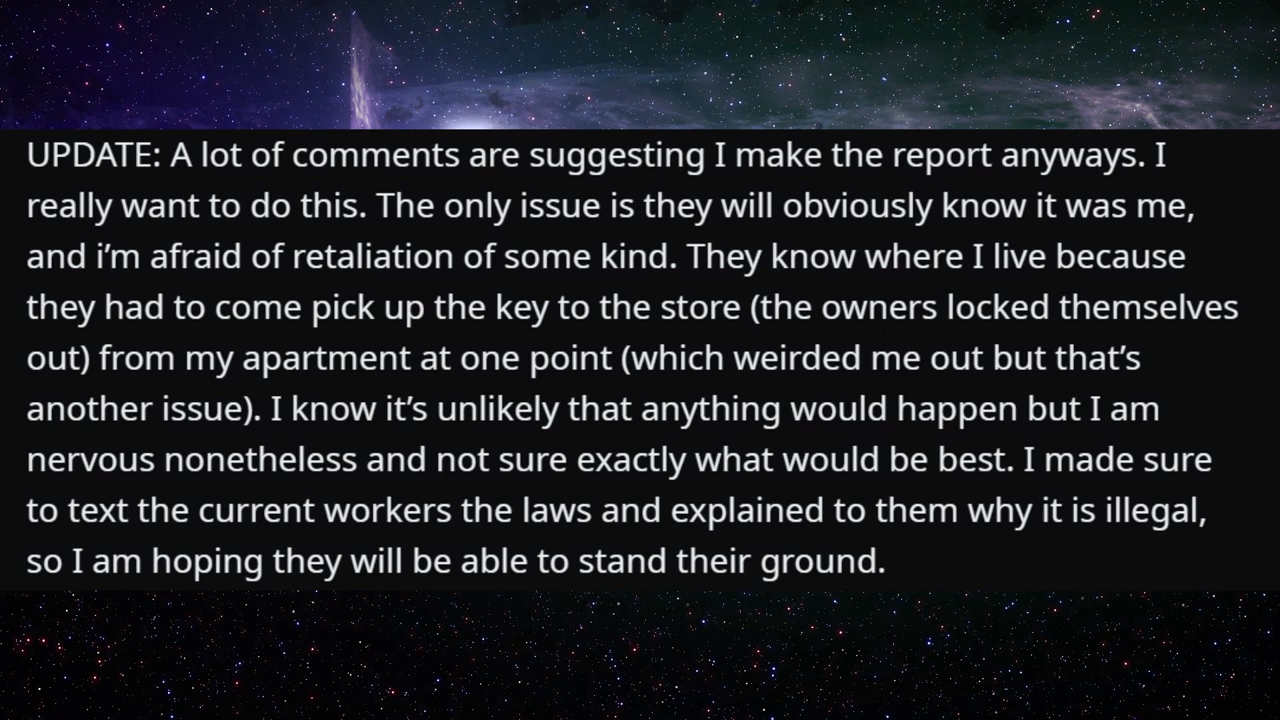 UPDATE: A lot of comments are suggesting I make the report anyways. I
really want to do this. The only issue is they will obviously know it was me,
and i’m afraid of retaliation of some kind. They know where I live because
they had to come pick up the key to the store (the owners locked themselves
out) from my apartment at one point (which weirded me out but that’s
another issue). I know it’s unlikely that anything would happen but I am
nervous nonetheless and not sure exactly what would be best. I made sure
to text the current workers the laws and explained to them why it is illegal,
so I am hoping they will be able to stand their ground.